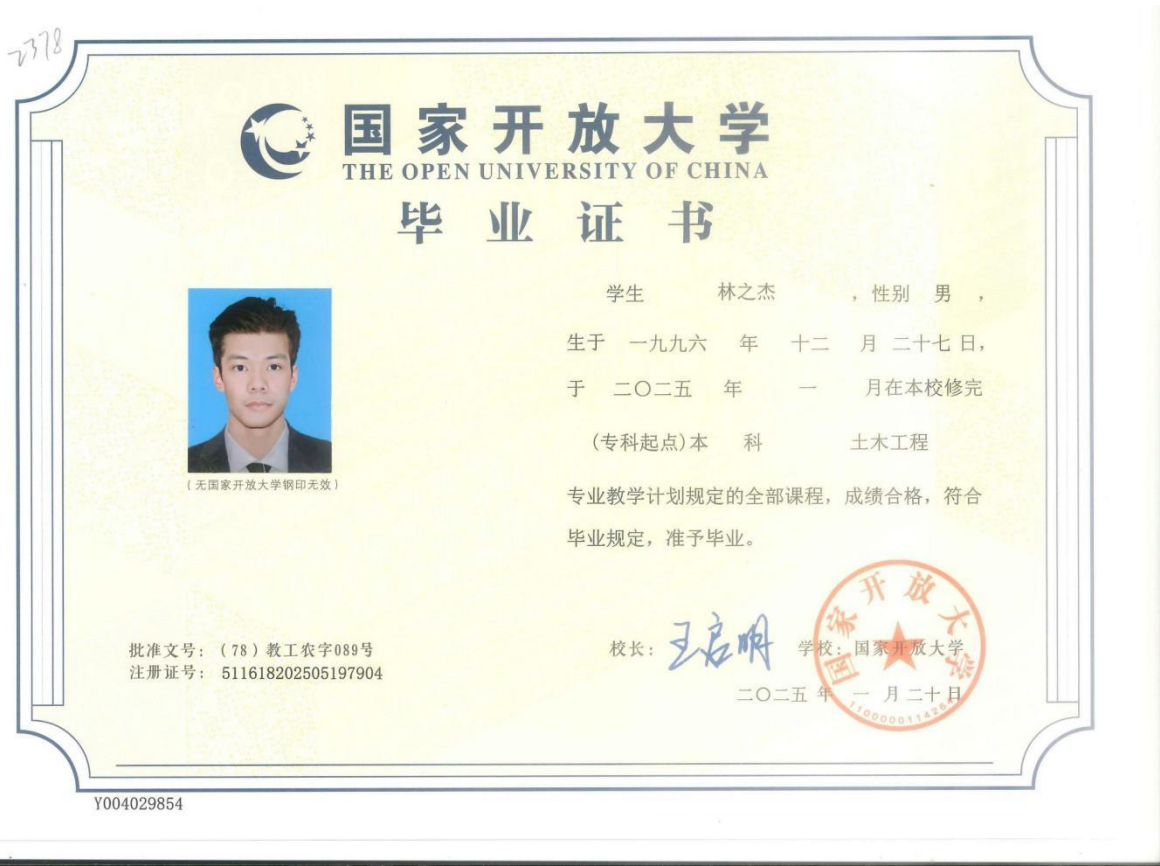 2378
国家开放大学
THE OPEN UNIVERSITY OF CHINA
毕业证书
学生 林之杰 ，性别 男 ，
生于 一九九六 年 十二 月 二十七 日，
于 二〇二五 年 一 月在本校修完
(专科起点)本 科 土木工程
专业教学计划规定的全部课程，成绩合格，符合
毕业规定，准予毕业。
(无国家开放大学钢印无效)
批准文号：（78）教工农字089号
注册证号： 511618202505197904
校长： 王启明 学校：国家开放大学
二〇二五 年 一 月 二十 日
国家开放大学
Y004029854